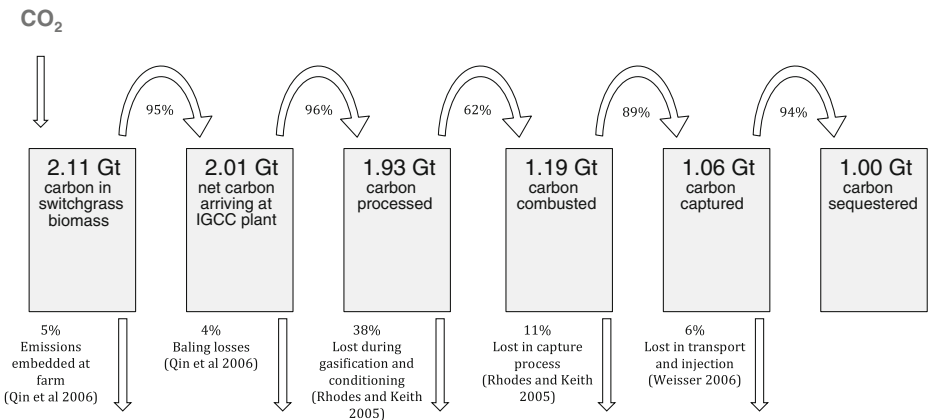 CO2
95%
96%
62%
89%
94%
2.11 Gt
carbon in
switchgrass
biomass
2.01 Gt
net carbon
arriving at
IGCC plant
1.93 Gt
carbon
processed
1.19 Gt
carbon
combusted
1.06 Gt
carbon
captured
1.00 Gt
carbon
sequestered
5%
Emissions
embedded at
farm
(Qin et al 2006)
4%
Baling losses
(Qin et al 2006)
38%
Lost during
gasification and
conditioning
(Rhodes and Keith
2005)
11%
Lost in capture
process
(Rhodes and Keith
2005)
6%
Lost in transport
and injection
(Weisser 2006)